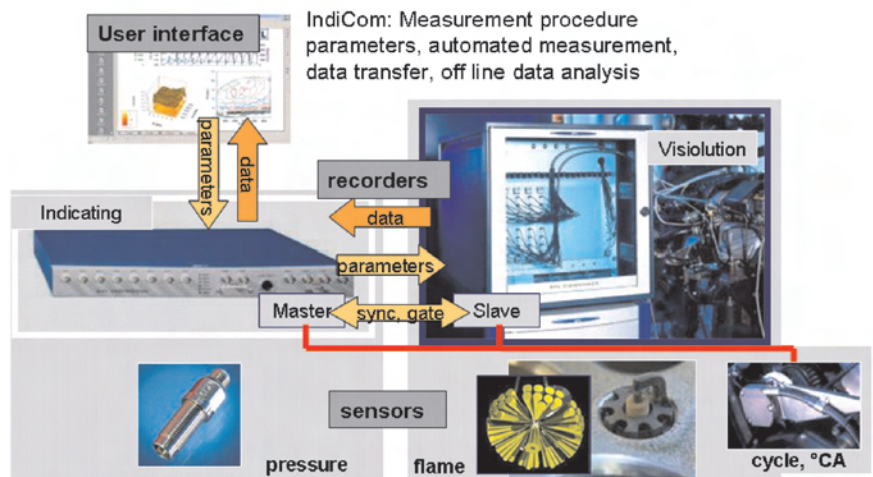 User interface
IndiCom: Measurement procedure
parameters, automated measurement,
data transfer, off line data analysis
parameters
data
recorders
Visiolution
Indicating
data
parameters
Master
sync, gate
Slave
sensors
pressure
flame
cycle, °CA